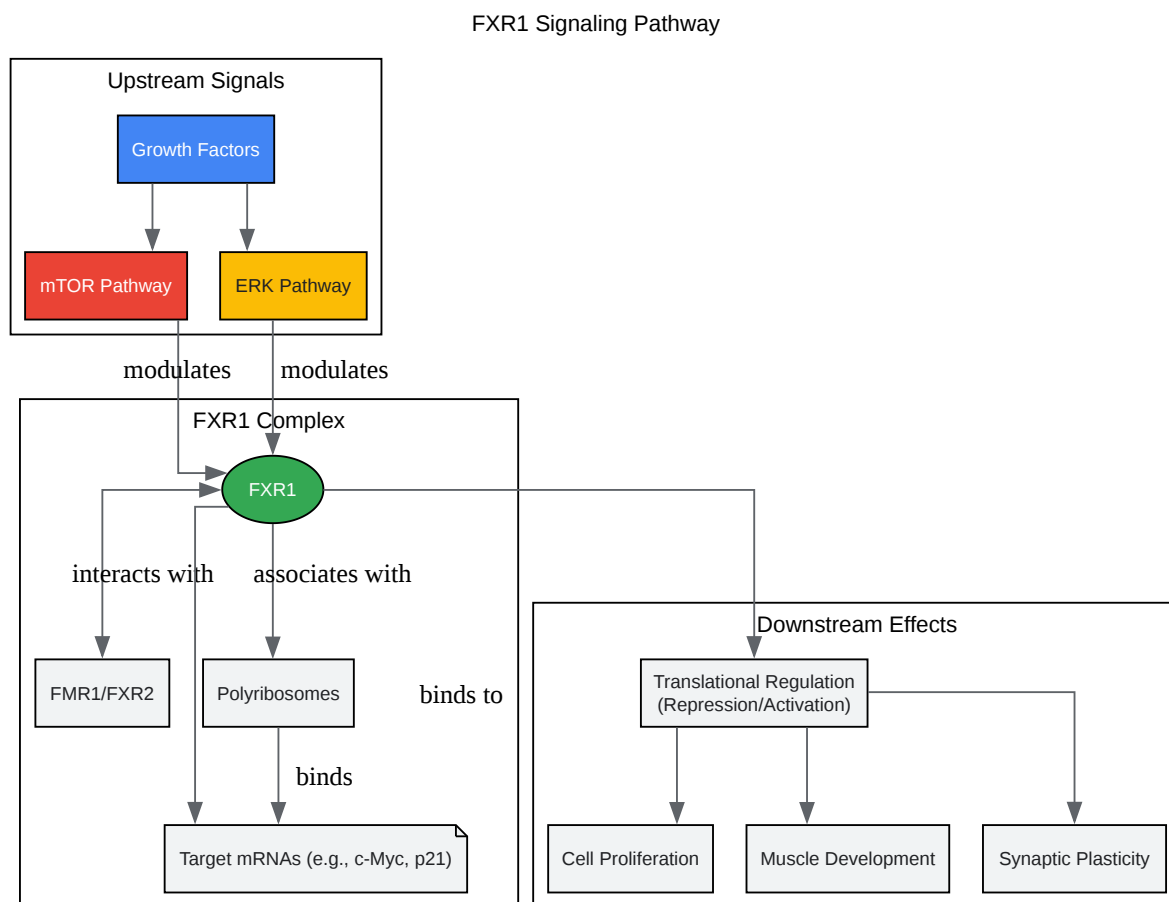 FXR1 Signaling Pathway
Upstream Signals
Growth Factors
mTOR Pathway
ERK Pathway
modulates
modulates
FXR1 Complex
FXR1
interacts with
associates with
Downstream Effects
FMR1/FXR2
Polyribosomes
binds to
Translational Regulation
(Repression/Activation)
binds
Target mRNAs (e.g., c-Myc, p21)
Cell Proliferation
Muscle Development
Synaptic Plasticity